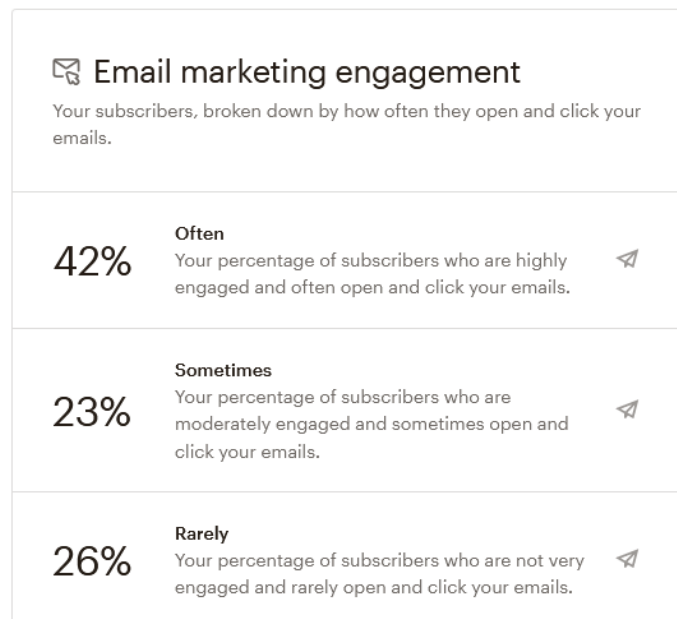 Email marketing engagement
Your subscribers, broken down by how often they open and click your
emails.
Often
42%
Your percentage of subscribers who are highly
engaged and often open and click your emails.
Sometimes
23%
Your percentage of subscribers who are
moderately engaged and sometimes open and
click your emails.
Rarely
26%
Your percentage of subscribers who are not very
engaged and rarely open and click your emails.